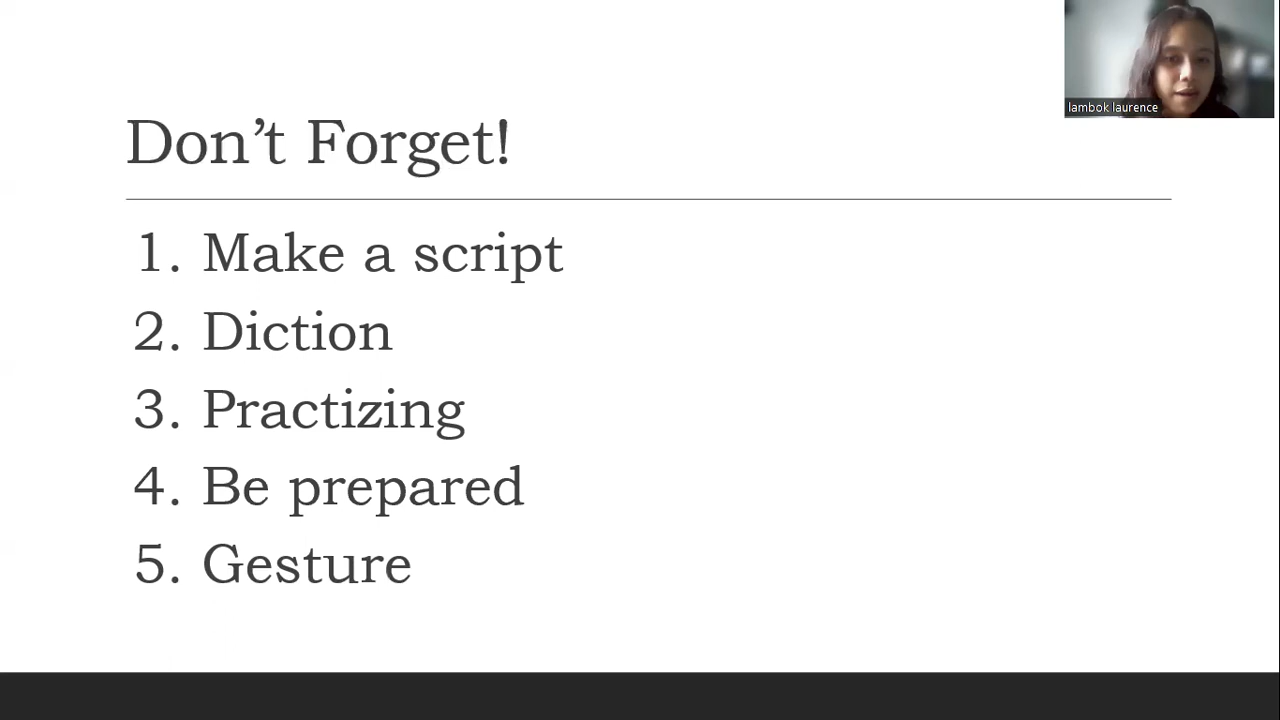 lambok laurence
Don't Forget!
1. Make a script
2. Diction
3. Practizing
4. Be prepared
5. Gesture